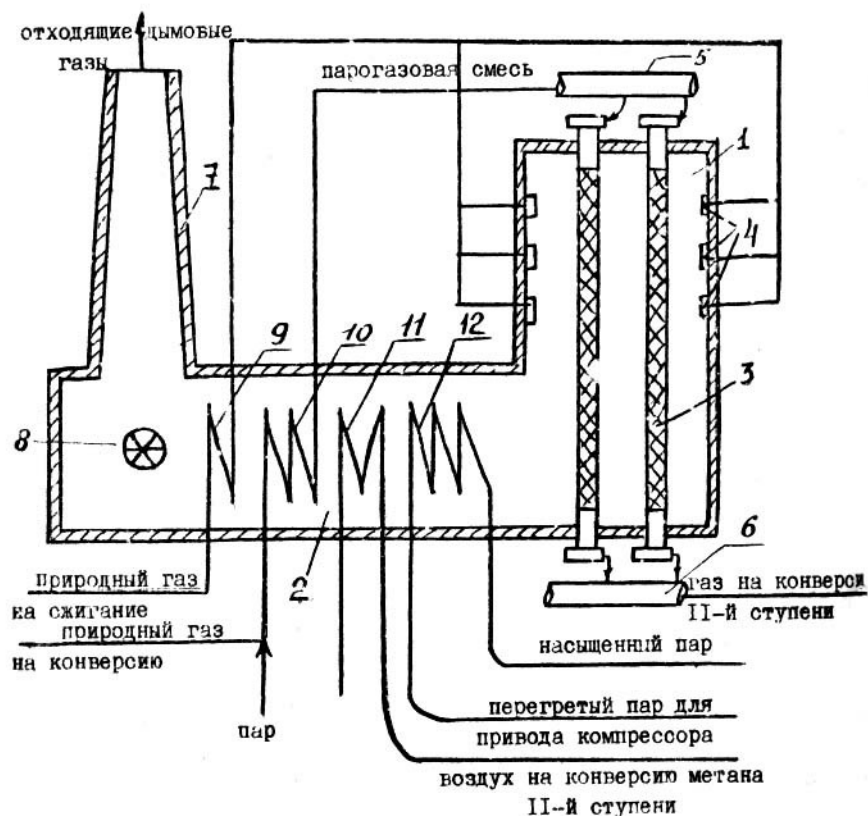 отходящие дымовые
газы
парогазовая смесь
5
1
7
4
9
10
11
12
3
8
2
6
природный газ
на сжигание
природный газ
на конверсию
пар
газ на конверси
II-й ступени
насыщенный пар
перегретый пар для
привода компрессора
воздух на конверсию метана
II-й ступени